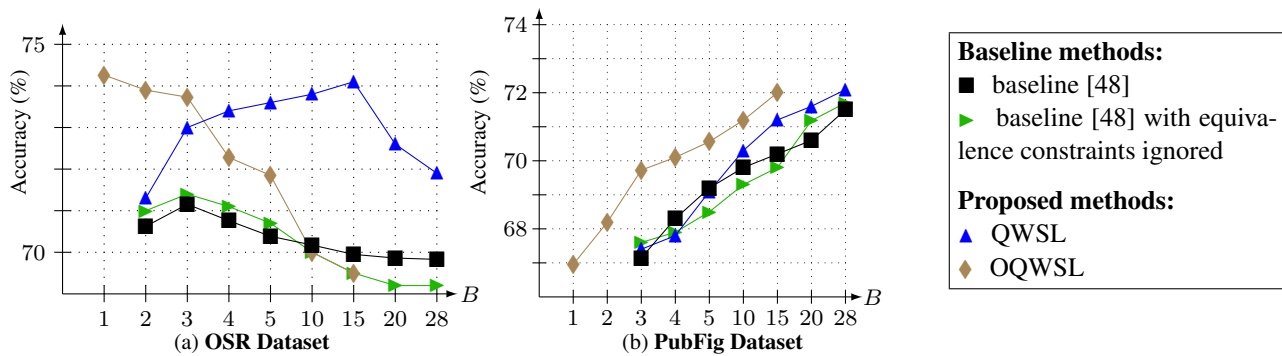 75
70
Accuracy (%)
1 2 3 4 5 10 15 20 28
B
(a) OSR Dataset
74
72
70
68
Accuracy (%)
1 2 3 4 5 10 15 20 28
B
(b) PubFig Dataset
Baseline methods:
baseline [48]
baseline [48] with equiva-
lence constraints ignored
Proposed methods:
QWSL
OQWSL